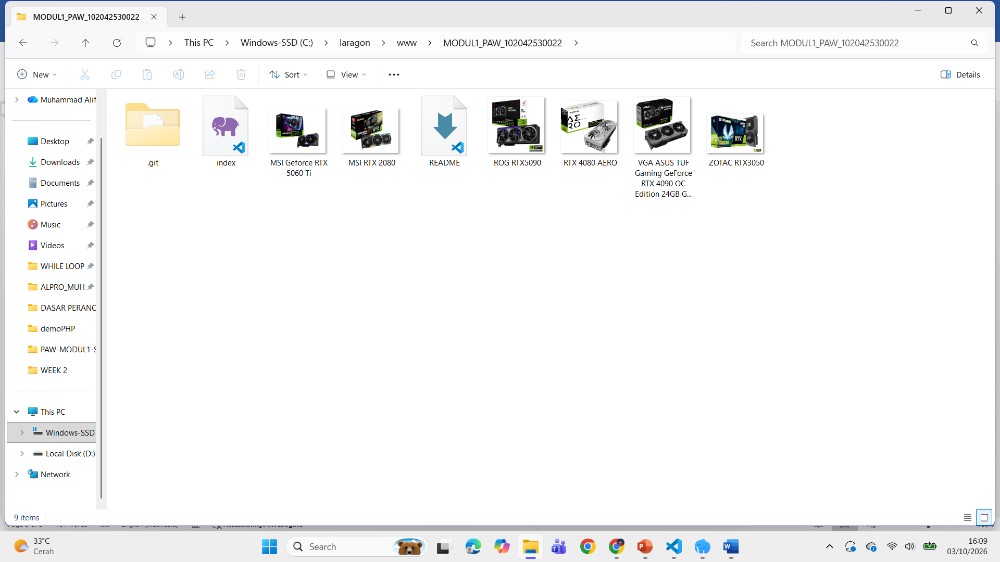 MODUL1_PAW_102042530022
This PC
Windows-SSD (C:)
laragon
www
MODUL1_PAW_102042530022
Search MODUL1_PAW_102042530022
New
Sort
View
Details
Muhammad Alif
Desktop
Downloads
Documents
Pictures
Music
Videos
WHILE LOOP
ALPRO_MUH
DASAR PERANC
demoPHP
PAW-MODUL1-S
WEEK 2
This PC
Windows-SSD
Local Disk (D:)
Network
.git
index
MSI Geforce RTX
5060 Ti
MSI RTX 2080
README
ROG RTX5090
RTX 4080 AERO
VGA ASUS TUF
Gaming GeForce
RTX 4090 OC
Edition 24GB G...
ZOTAC RTX3050
9 items
33°C
Cerah
Search
16:09
03/10/2026